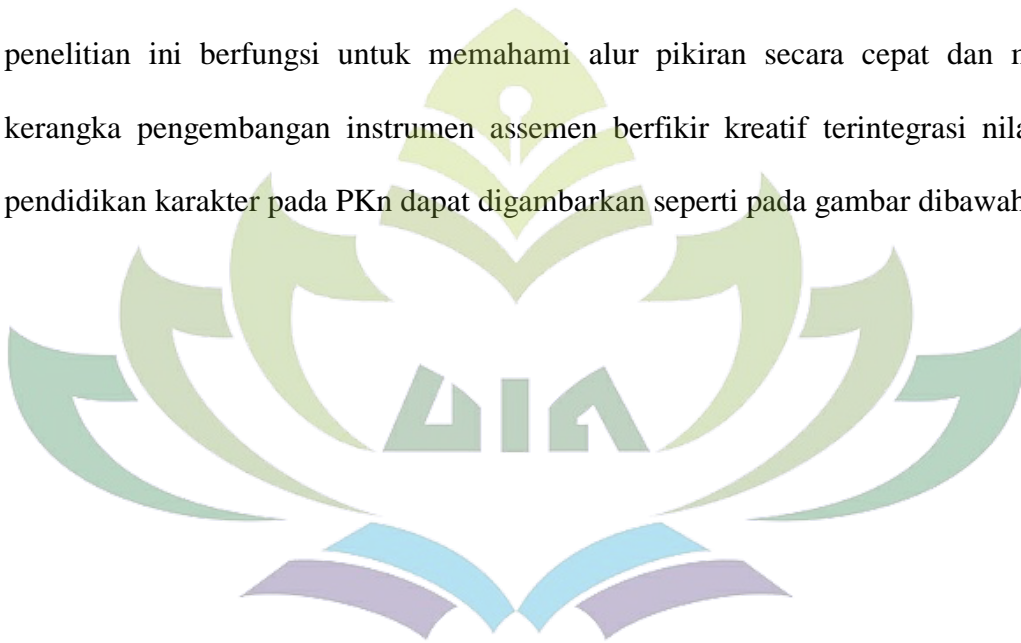 penelitian ini berfungsi untuk memahami alur pikiran secara cepat dan
kerangka pengembangan instrumen assemen berfikir kreatif terintegrasi
pendidikan karakter pada PKn dapat digambarkan seperti pada gambar dibawah
UIN